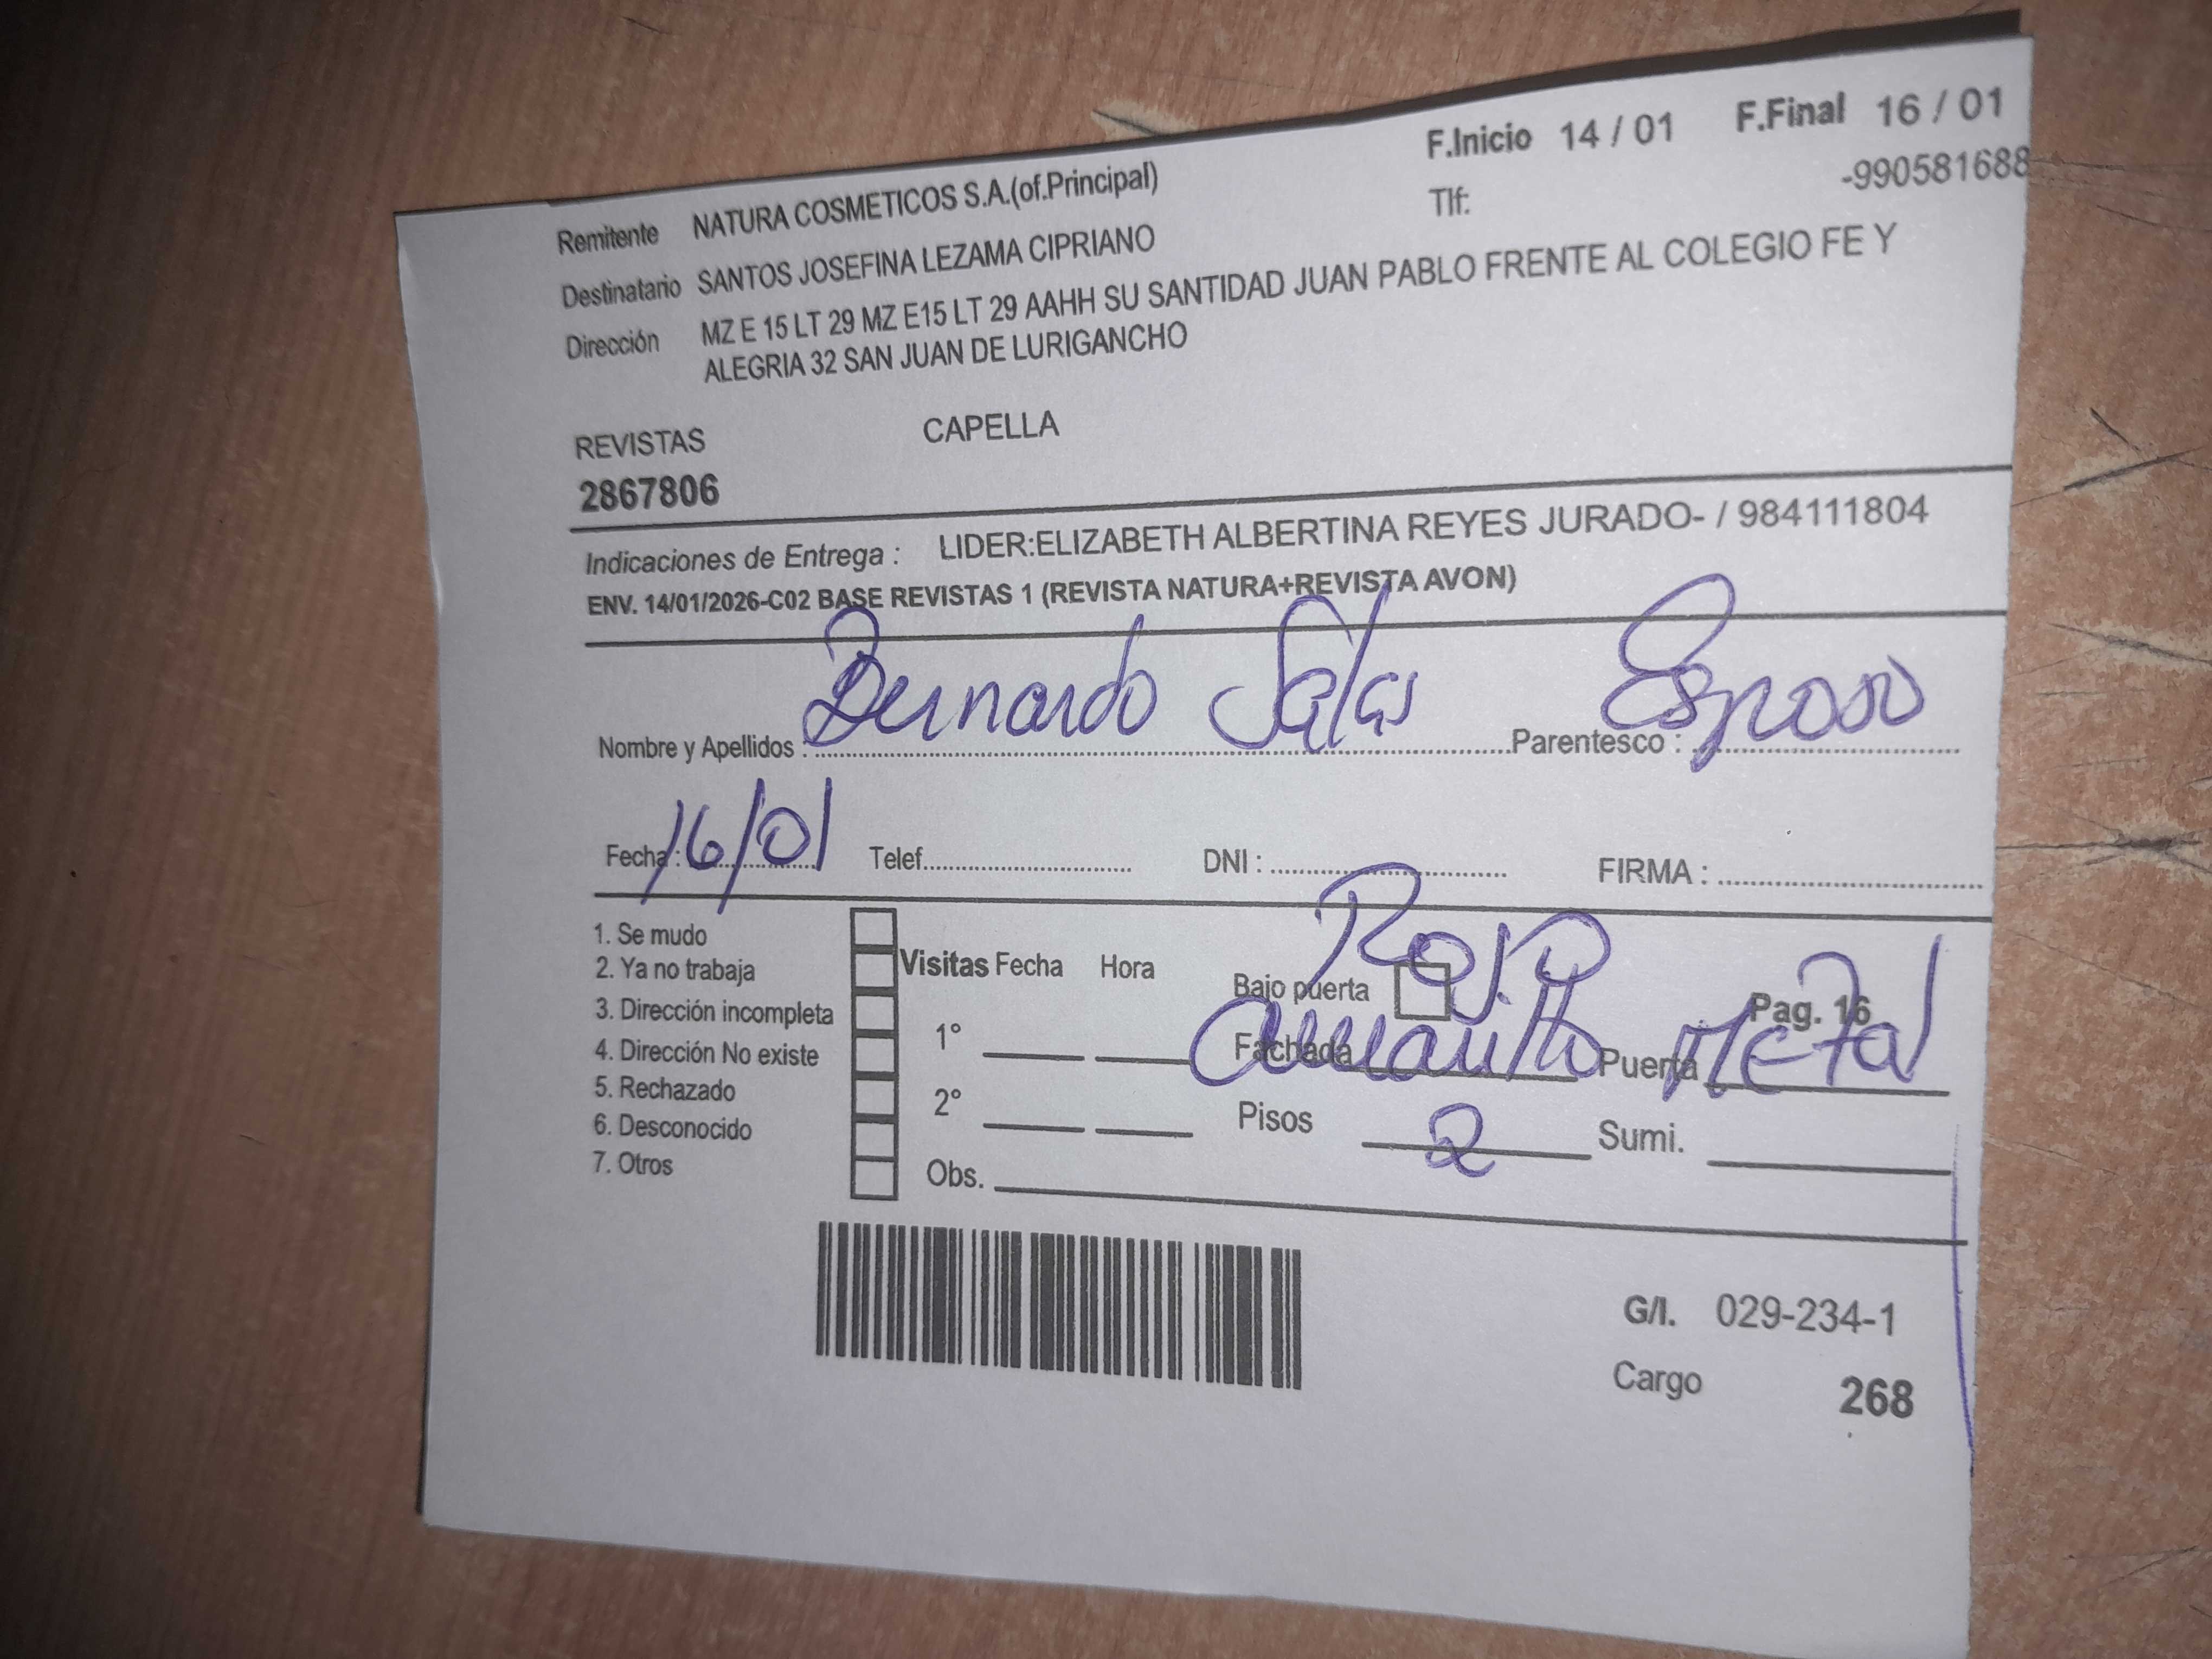 F.Inicio 14 / 01 F.Final 16 / 01
Remitente NATURA COSMETICOS S.A.(of.Principal) Tlf: -990581688
Destinatario SANTOS JOSEFINA LEZAMA CIPRIANO
Dirección MZ E 15 LT 29 MZ E15 LT 29 AAHH SU SANTIDAD JUAN PABLO FRENTE AL COLEGIO FE Y
ALEGRIA 32 SAN JUAN DE LURIGANCHO
REVISTAS CAPELLA
2867806
Indicaciones de Entrega : LIDER:ELIZABETH ALBERTINA REYES JURADO- / 984111804
ENV. 14/01/2026-C02 BASE REVISTAS 1 (REVISTA NATURA+REVISTA AVON)
Nombre y Apellidos : Bernardo Salas Parentesco : Esposo
Fecha : 16/01 Telef. DNI : FIRMA :
1. Se mudo
2. Ya no trabaja
3. Dirección incompleta
4. Dirección No existe
5. Rechazado
6. Desconocido
7. Otros
Visitas Fecha Hora
1°
2°
Obs.
Bajo puerta Rojo Pag. 16
Fachada amarillo Puerta Metal
Pisos 2 Sumi.
G/I. 029-234-1
Cargo 268